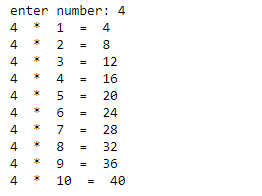 enter number: 4
4  *  1  =  4
4  *  2  =  8
4  *  3  =  12
4  *  4  =  16
4  *  5  =  20
4  *  6  =  24
4  *  7  =  28
4  *  8  =  32
4  *  9  =  36
4  *  10  =  40